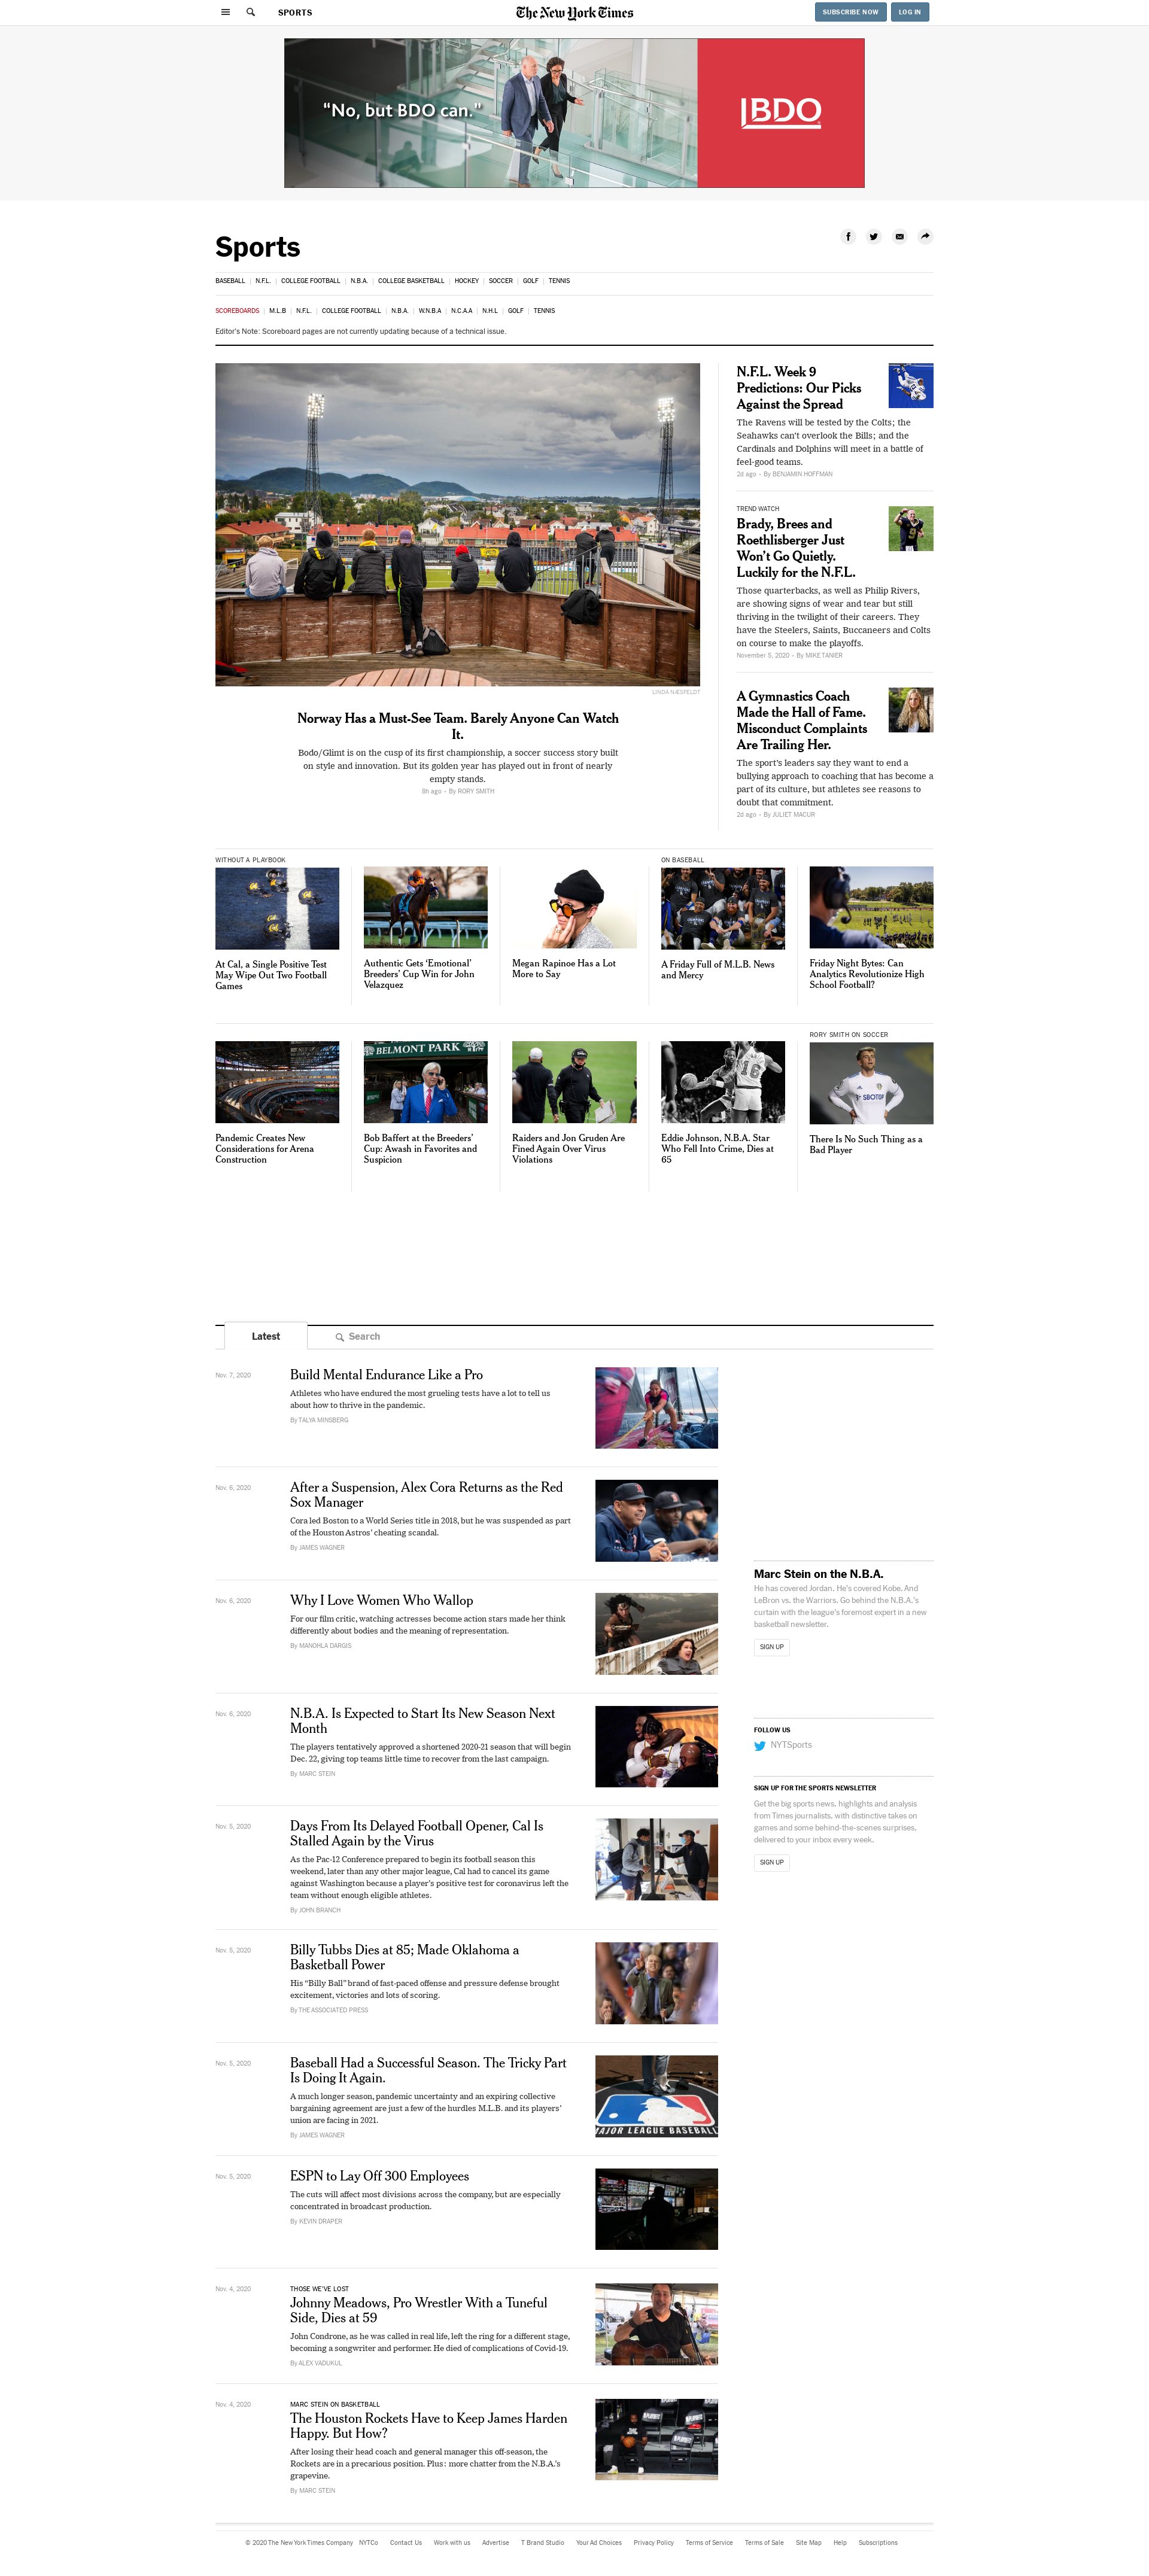 SPORTS
The New York Times
SUBSCRIBE NOW
LOG IN
"No, but BDO can."
BDO
Sports
BASEBALL | N.F.L. | COLLEGE FOOTBALL | N.B.A. | COLLEGE BASKETBALL | HOCKEY | SOCCER | GOLF | TENNIS
SCOREBOARDS | M.L.B | N.F.L. | COLLEGE FOOTBALL | N.B.A. | W.N.B.A | N.C.A.A | N.H.L | GOLF | TENNIS
Editor's Note: Scoreboard pages are not currently updating because of a technical issue.
LINDA NÆSFELDT
Norway Has a Must-See Team. Barely Anyone Can Watch
It.
Bodo/Glimt is on the cusp of its first championship, a soccer success story built
on style and innovation. But its golden year has played out in front of nearly
empty stands.
8h ago - By RORY SMITH
N.F.L. Week 9
Predictions: Our Picks
Against the Spread
The Ravens will be tested by the Colts; the
Seahawks can't overlook the Bills; and the
Cardinals and Dolphins will meet in a battle of
feel-good teams.
2d ago - By BENJAMIN HOFFMAN
TREND WATCH
Brady, Brees and
Roethlisberger Just
Won't Go Quietly.
Luckily for the N.F.L.
Those quarterbacks, as well as Philip Rivers,
are showing signs of wear and tear but still
thriving in the twilight of their careers. They
have the Steelers, Saints, Buccaneers and Colts
on course to make the playoffs.
November 5, 2020 - By MIKE TANIER
A Gymnastics Coach
Made the Hall of Fame.
Misconduct Complaints
Are Trailing Her.
The sport's leaders say they want to end a
bullying approach to coaching that has become a
part of its culture, but athletes see reasons to
doubt that commitment.
2d ago - By JULIET MACUR
WITHOUT A PLAYBOOK
Cal
At Cal, a Single Positive Test
May Wipe Out Two Football
Games
Authentic Gets 'Emotional'
Breeders' Cup Win for John
Velazquez
Megan Rapinoe Has a Lot
More to Say
ON BASEBALL
A Friday Full of M.L.B. News
and Mercy
Friday Night Bytes: Can
Analytics Revolutionize High
School Football?
Pandemic Creates New
Considerations for Arena
Construction
BELMONT PARK
Bob Baffert at the Breeders'
Cup: Awash in Favorites and
Suspicion
Raiders and Jon Gruden Are
Fined Again Over Virus
Violations
16
Eddie Johnson, N.B.A. Star
Who Fell Into Crime, Dies at
65
RORY SMITH ON SOCCER
SBOTOP
There Is No Such Thing as a
Bad Player
Latest
Search
Nov. 7, 2020
Build Mental Endurance Like a Pro
Athletes who have endured the most grueling tests have a lot to tell us
about how to thrive in the pandemic.
By TALYA MINSBERG
Nov. 6, 2020
After a Suspension, Alex Cora Returns as the Red
Sox Manager
Cora led Boston to a World Series title in 2018, but he was suspended as part
of the Houston Astros' cheating scandal.
By JAMES WAGNER
Nov. 6, 2020
Why I Love Women Who Wallop
For our film critic, watching actresses become action stars made her think
differently about bodies and the meaning of representation.
By MANOHLA DARGIS
Nov. 6, 2020
N.B.A. Is Expected to Start Its New Season Next
Month
The players tentatively approved a shortened 2020-21 season that will begin
Dec. 22, giving top teams little time to recover from the last campaign.
By MARC STEIN
Nov. 5, 2020
Days From Its Delayed Football Opener, Cal Is
Stalled Again by the Virus
As the Pac-12 Conference prepared to begin its football season this
weekend, later than any other major league, Cal had to cancel its game
against Washington because a player's positive test for coronavirus left the
team without enough eligible athletes.
By JOHN BRANCH
Nov. 5, 2020
Billy Tubbs Dies at 85; Made Oklahoma a
Basketball Power
His "Billy Ball" brand of fast-paced offense and pressure defense brought
excitement, victories and lots of scoring.
By THE ASSOCIATED PRESS
Nov. 5, 2020
Baseball Had a Successful Season. The Tricky Part
Is Doing It Again.
A much longer season, pandemic uncertainty and an expiring collective
bargaining agreement are just a few of the hurdles M.L.B. and its players'
union are facing in 2021.
By JAMES WAGNER
MAJOR LEAGUE BASEBALL
Nov. 5, 2020
ESPN to Lay Off 300 Employees
The cuts will affect most divisions across the company, but are especially
concentrated in broadcast production.
By KEVIN DRAPER
Nov. 4, 2020
THOSE WE'VE LOST
Johnny Meadows, Pro Wrestler With a Tuneful
Side, Dies at 59
John Condrone, as he was called in real life, left the ring for a different stage,
becoming a songwriter and performer. He died of complications of Covid-19.
By ALEX VADUKUL
Nov. 4, 2020
MARC STEIN ON BASKETBALL
The Houston Rockets Have to Keep James Harden
Happy. But How?
After losing their head coach and general manager this off-season, the
Rockets are in a precarious position. Plus: more chatter from the N.B.A.'s
grapevine.
By MARC STEIN
Marc Stein on the N.B.A.
He has covered Jordan. He's covered Kobe. And
LeBron vs. the Warriors. Go behind the N.B.A.'s
curtain with the league's foremost expert in a new
basketball newsletter.
SIGN UP
FOLLOW US
NYTSports
SIGN UP FOR THE SPORTS NEWSLETTER
Get the big sports news, highlights and analysis
from Times journalists, with distinctive takes on
games and some behind-the-scenes surprises,
delivered to your inbox every week.
SIGN UP
© 2020 The New York Times Company NYTCo Contact Us Work with us Advertise T Brand Studio Your Ad Choices Privacy Policy Terms of Service Terms of Sale Site Map Help Subscriptions